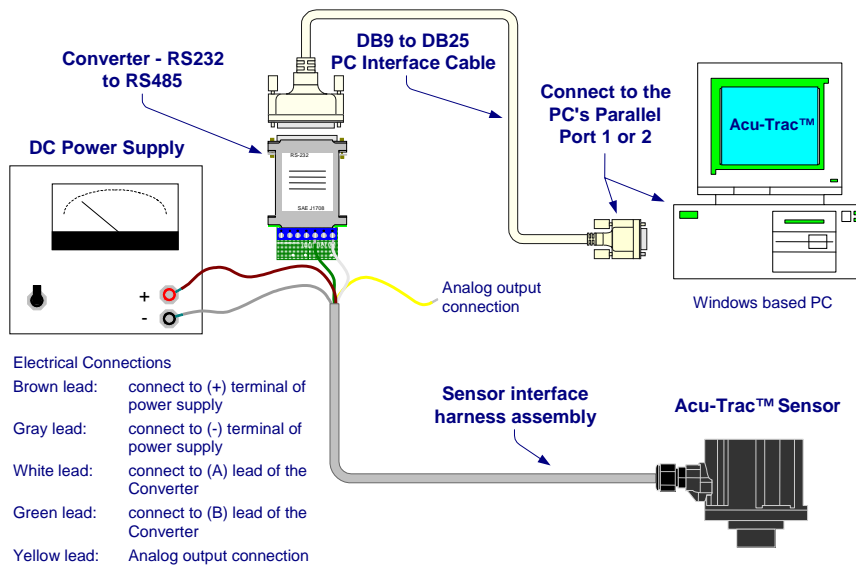 Converter - RS232
to RS485
DB9 to DB25
PC Interface Cable
Connect to the
PC's Parallel
Port 1 or 2
Acu-Trac™
DC Power Supply
RS-232
SAE J1708
+
-
Analog output
connection
Windows based PC
Electrical Connections
Brown lead: connect to (+) terminal of
power supply
Gray lead: connect to (-) terminal of
power supply
White lead: connect to (A) lead of the
Converter
Green lead: connect to (B) lead of the
Converter
Yellow lead: Analog output connection
Sensor interface
harness assembly
Acu-Trac™ Sensor